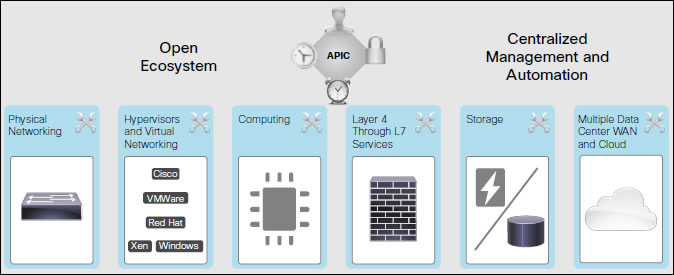 Open
Ecosystem
APIC
Centralized
Management and
Automation
Physical
Networking
Hypervisors
and Virtual
Networking
Cisco
VMWare
Red Hat
Xen
Windows
Computing
Layer 4
Through L7
Services
Storage
Multiple Data
Center WAN
and Cloud